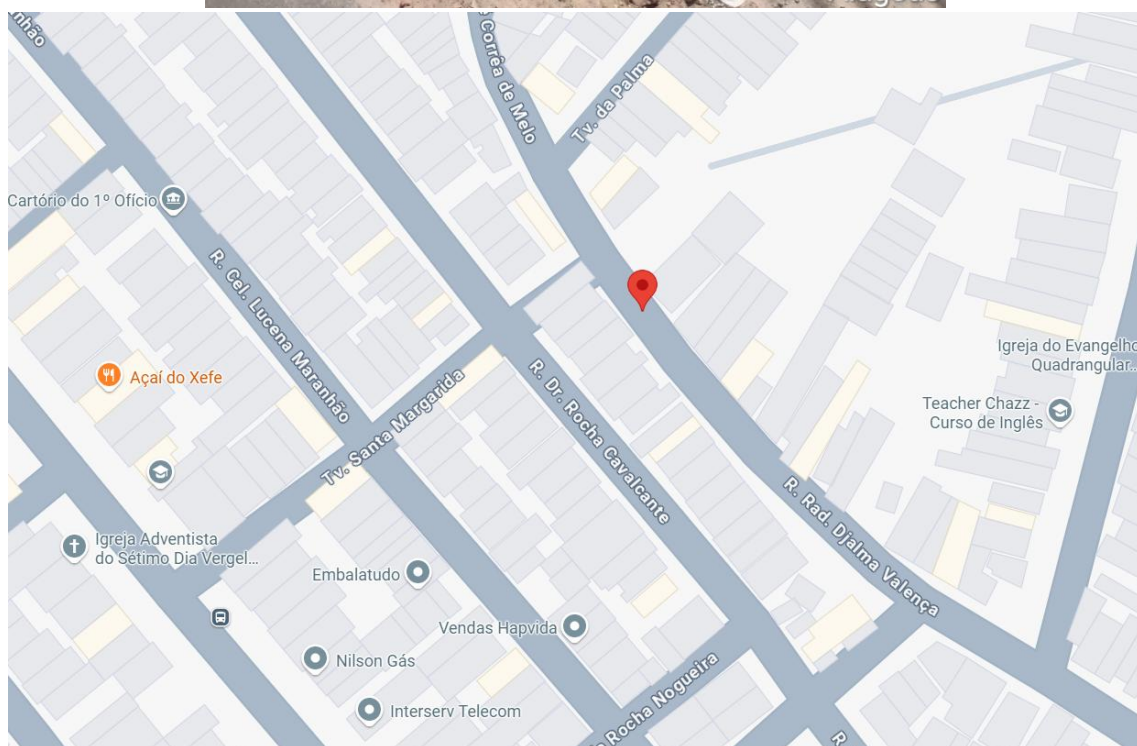 nhão
Corrêa de Melo
Tv. da Palma
Cartório do 1º Ofício
R. Cel. Lucena Maranhão
Açaí do Xefe
Tv. Santa Margarida
R. Dr. Rocha Cavalcante
Igreja do Evangelho
Quadrangular...
Teacher Chazz -
Curso de Inglês
R. Rad. Djalma Valença
Igreja Adventista
do Sétimo Dia Vergel...
Embalatudo
Vendas Hapvida
Nilson Gás
Interserv Telecom
Rocha Nogueira
R